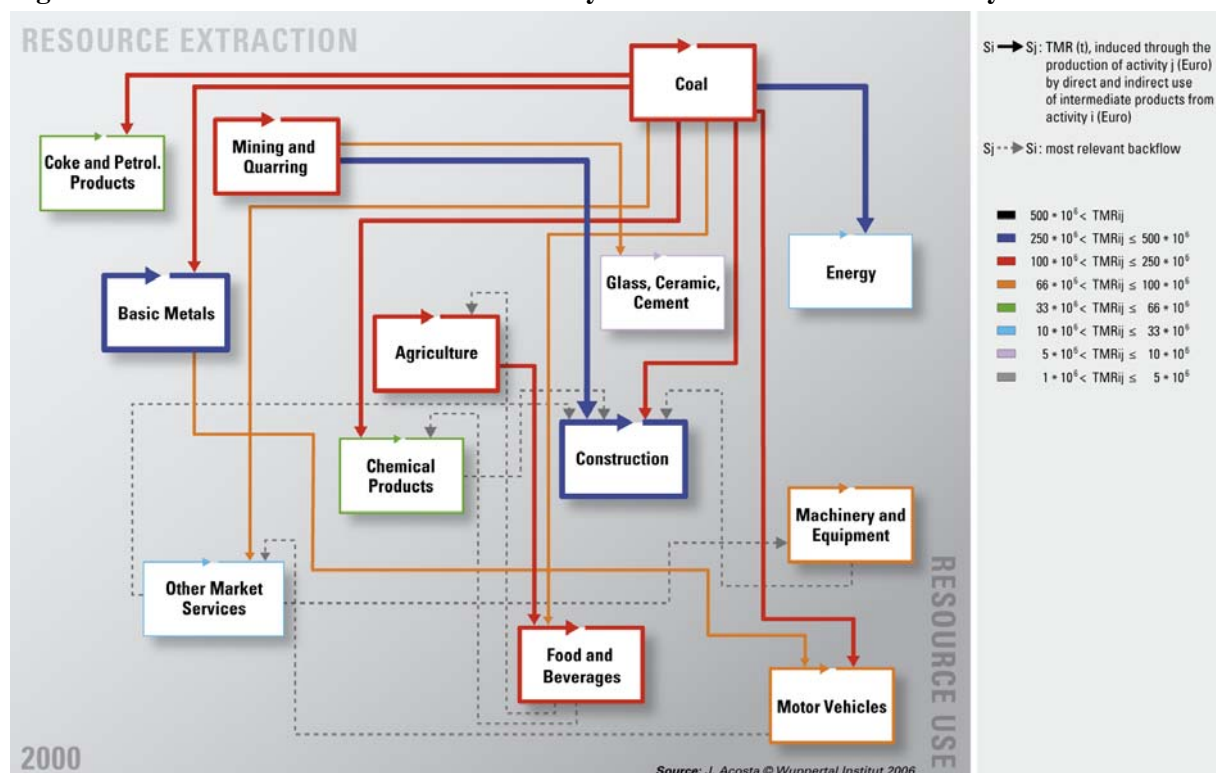 RESOURCE EXTRACTION
Coal
Coke and Petrol.
Products
Mining and
Quarring
Glass, Ceramic,
Cement
Energy
Basic Metals
Agriculture
Chemical
Products
Construction
Machinery and
Equipment
Other Market
Services
Food and
Beverages
Motor Vehicles
RESOURCE USE
2000
Source: J. Acosta © Wuppertal Institut 2006
Si Sj: TMR (t), induced through the
production of activity j (Euro)
by direct and indirect use
of intermediate products from
activity i (Euro)
Sj Si: most relevant backflow
500 * 10⁶ < TMRij
250 * 10⁶ < TMRij ≤ 500 * 10⁶
100 * 10⁶ < TMRij ≤ 250 * 10⁶
66 * 10⁶ < TMRij ≤ 100 * 10⁶
33 * 10⁶ < TMRij ≤ 66 * 10⁶
10 * 10⁶ < TMRij ≤ 33 * 10⁶
5 * 10⁶ < TMRij ≤ 10 * 10⁶
1 * 10⁶ < TMRij ≤ 5 * 10⁶